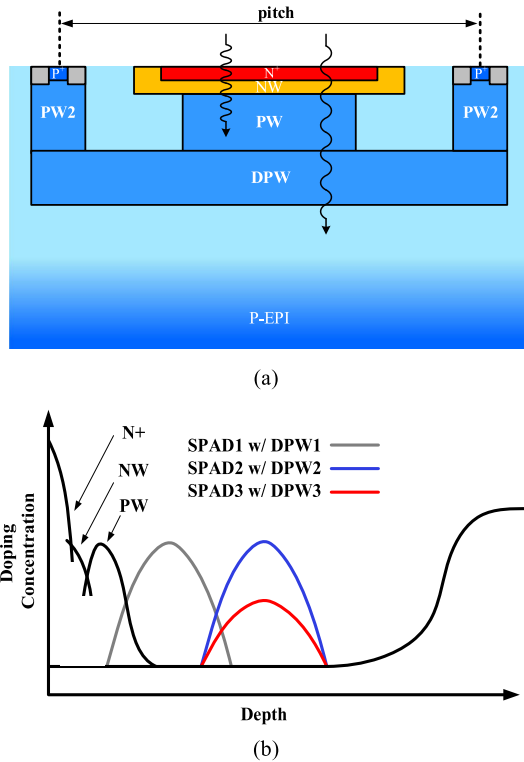 pitch
P+
N+
P+
NW
PW2
PW
PW2
DPW
P-EPI
(a)
N+
NW
PW
SPAD1 w/ DPW1
SPAD2 w/ DPW2
SPAD3 w/ DPW3
Doping
Concentration
Depth
(b)